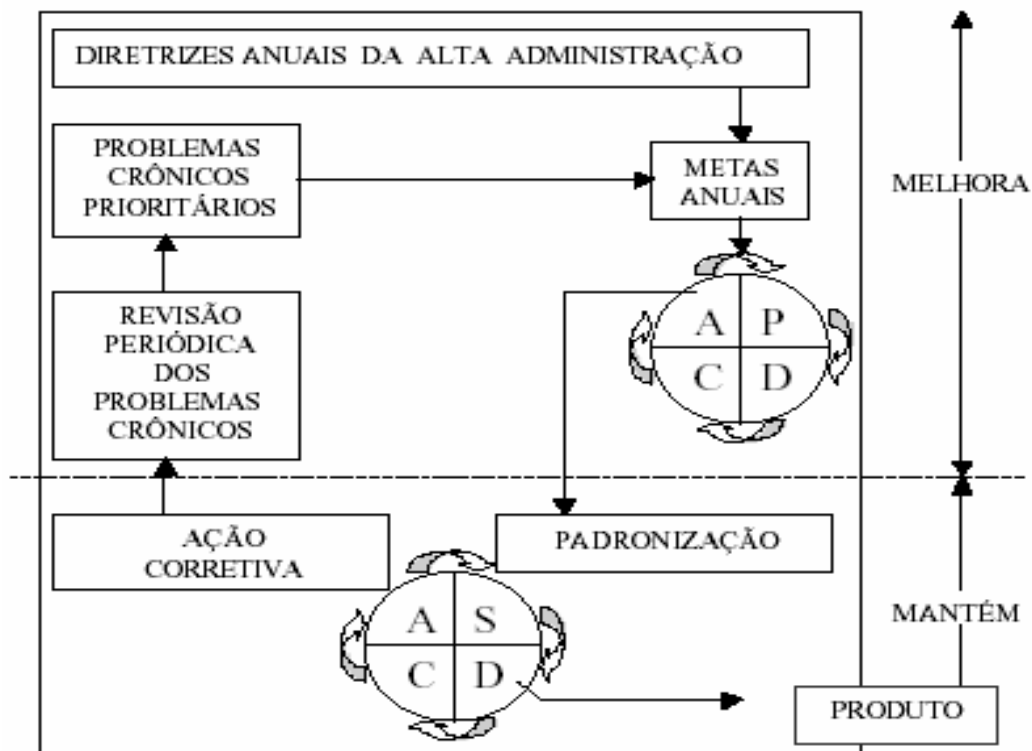 DIRETRIZES ANUAIS DA ALTA ADMINISTRAÇÃO
PROBLEMAS
CRÔNICOS
PRIORITÁRIOS
METAS
ANUAIS
MELHORA
REVISÃO
PERIÓDICA
DOS
PROBLEMAS
CRÔNICOS
A P
C D
AÇÃO
CORRETIVA
PADRONIZAÇÃO
A S
C D
MANTÉM
PRODUTO